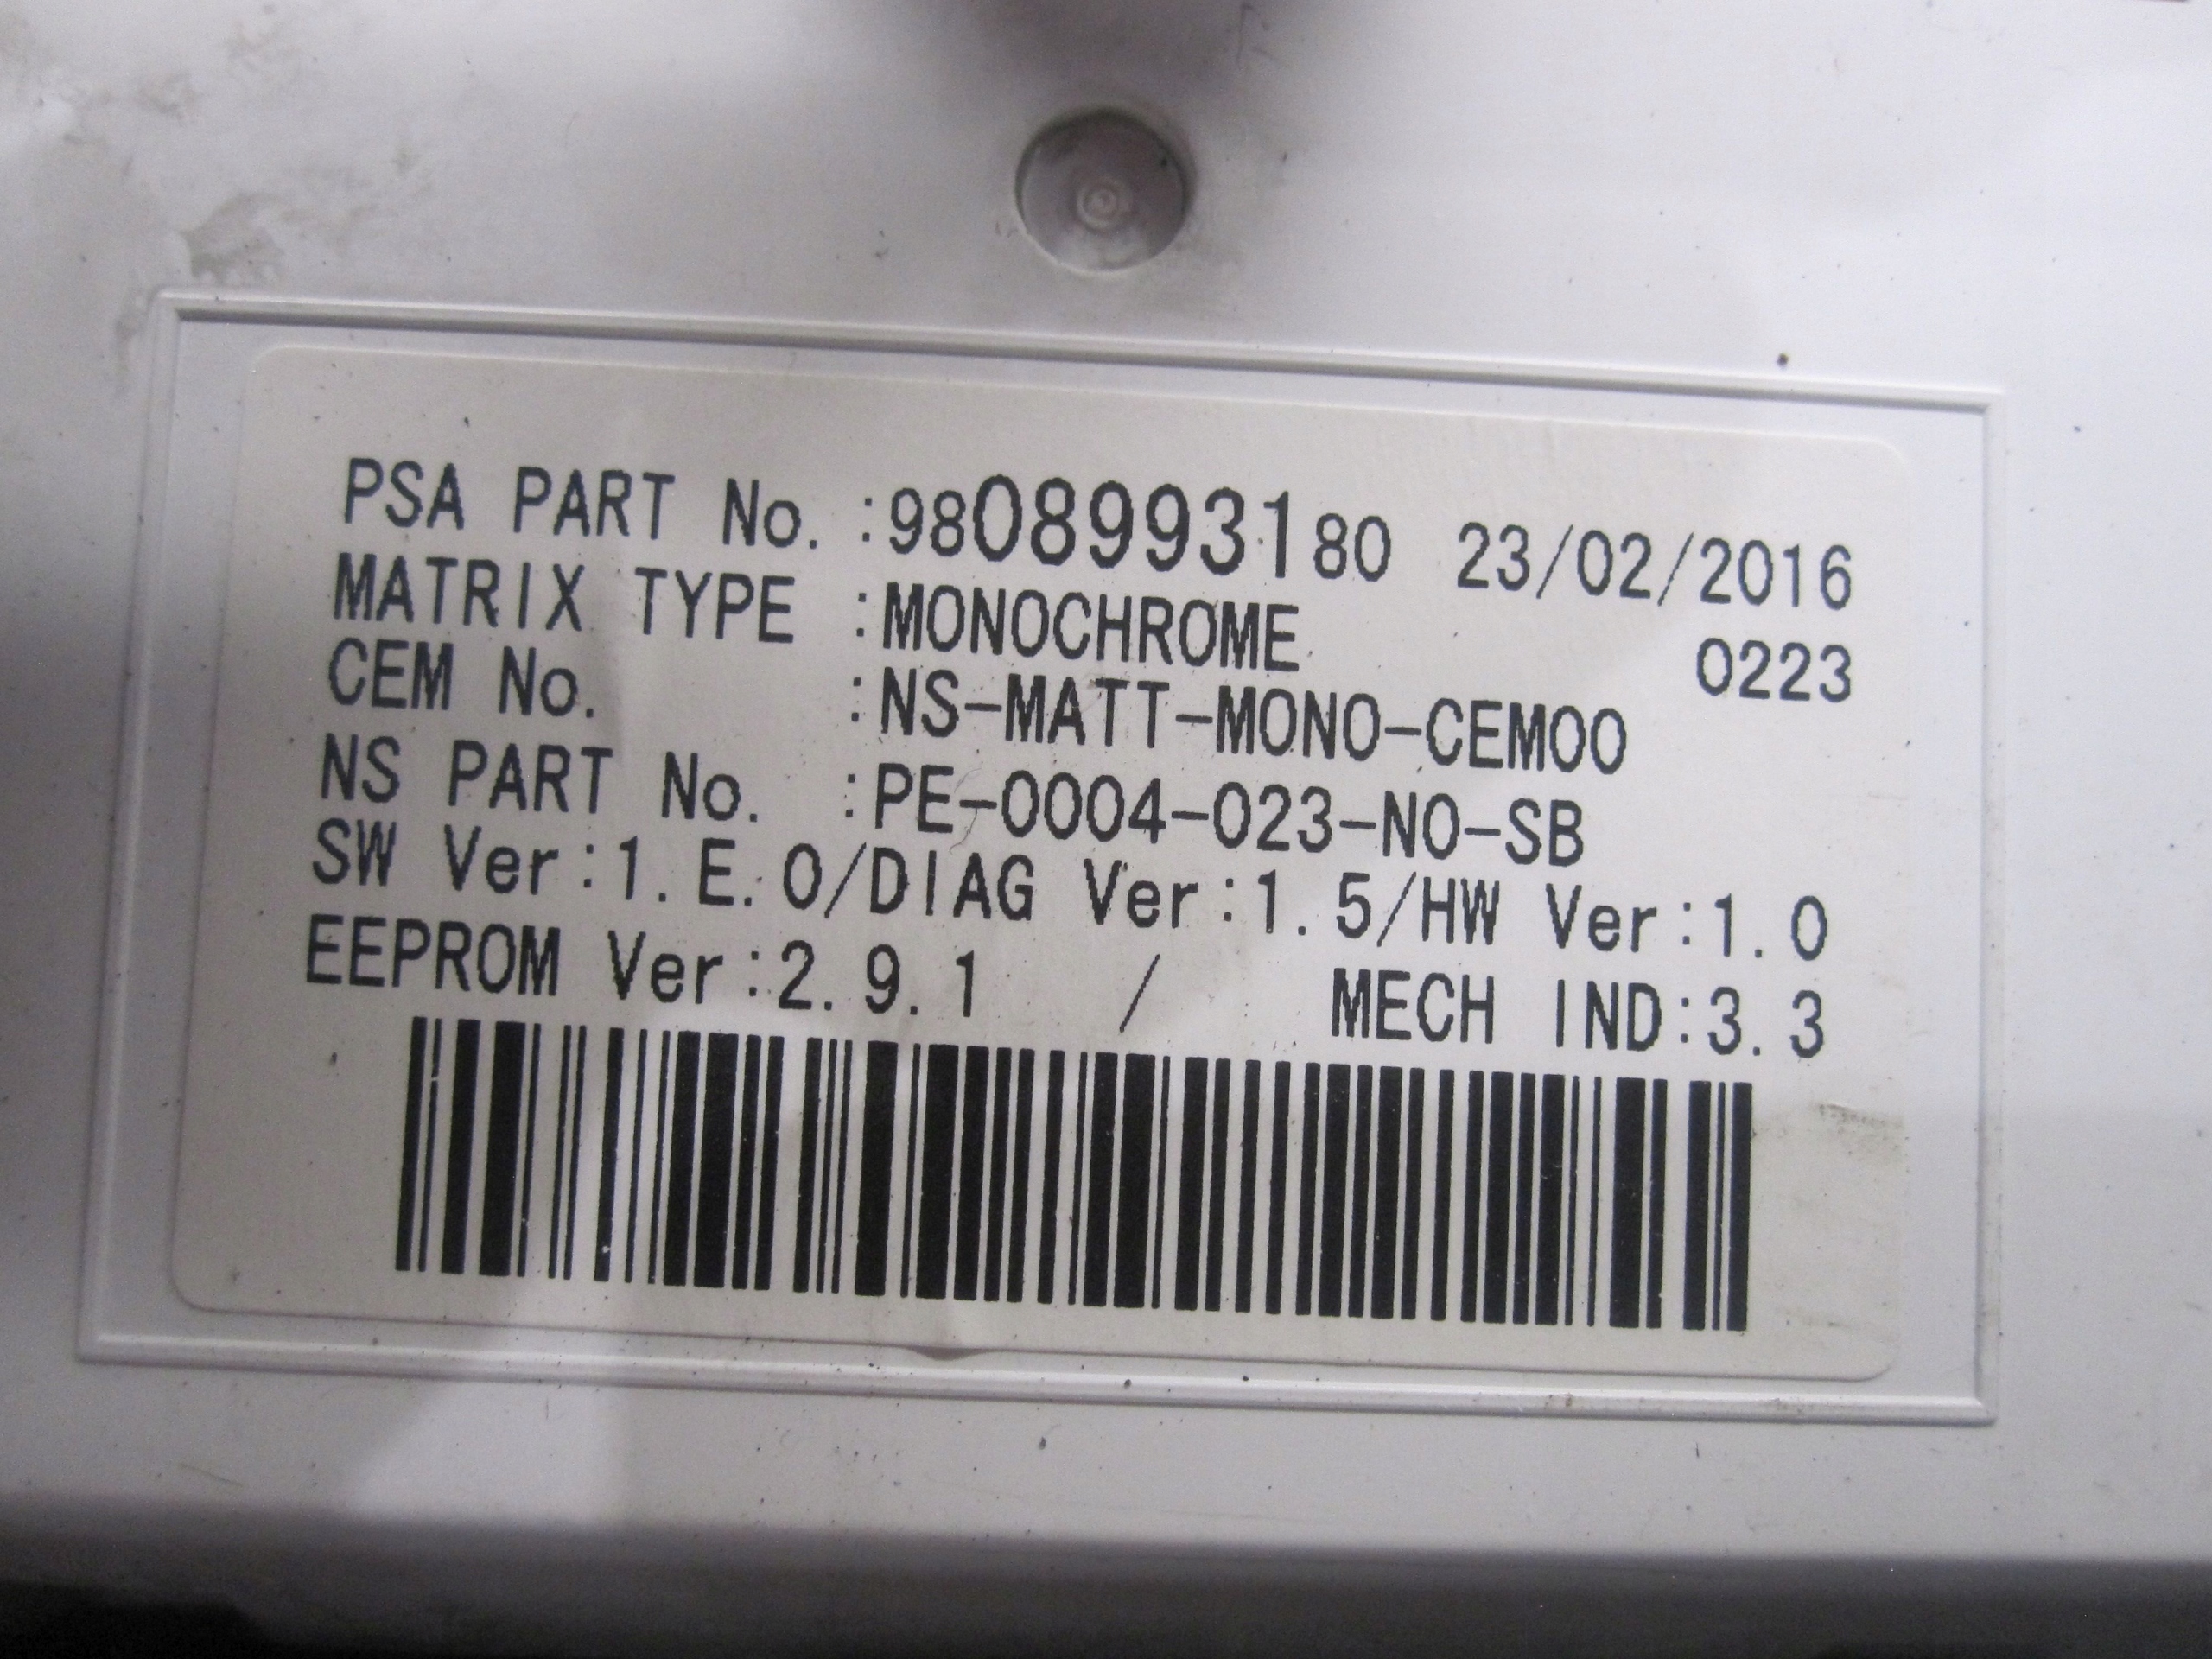 PSA PART No. :9808993180 23/02/2016
MATRIX TYPE :MONOCHROME 0223
CEM No. :NS-MATT-MONO-CEM00
NS PART No. :PE-0004-023-NO-SB
SW Ver:1.E.0/DIAG Ver:1.5/HW Ver:1.0
EEPROM Ver:2.9.1 / MECH IND:3.3